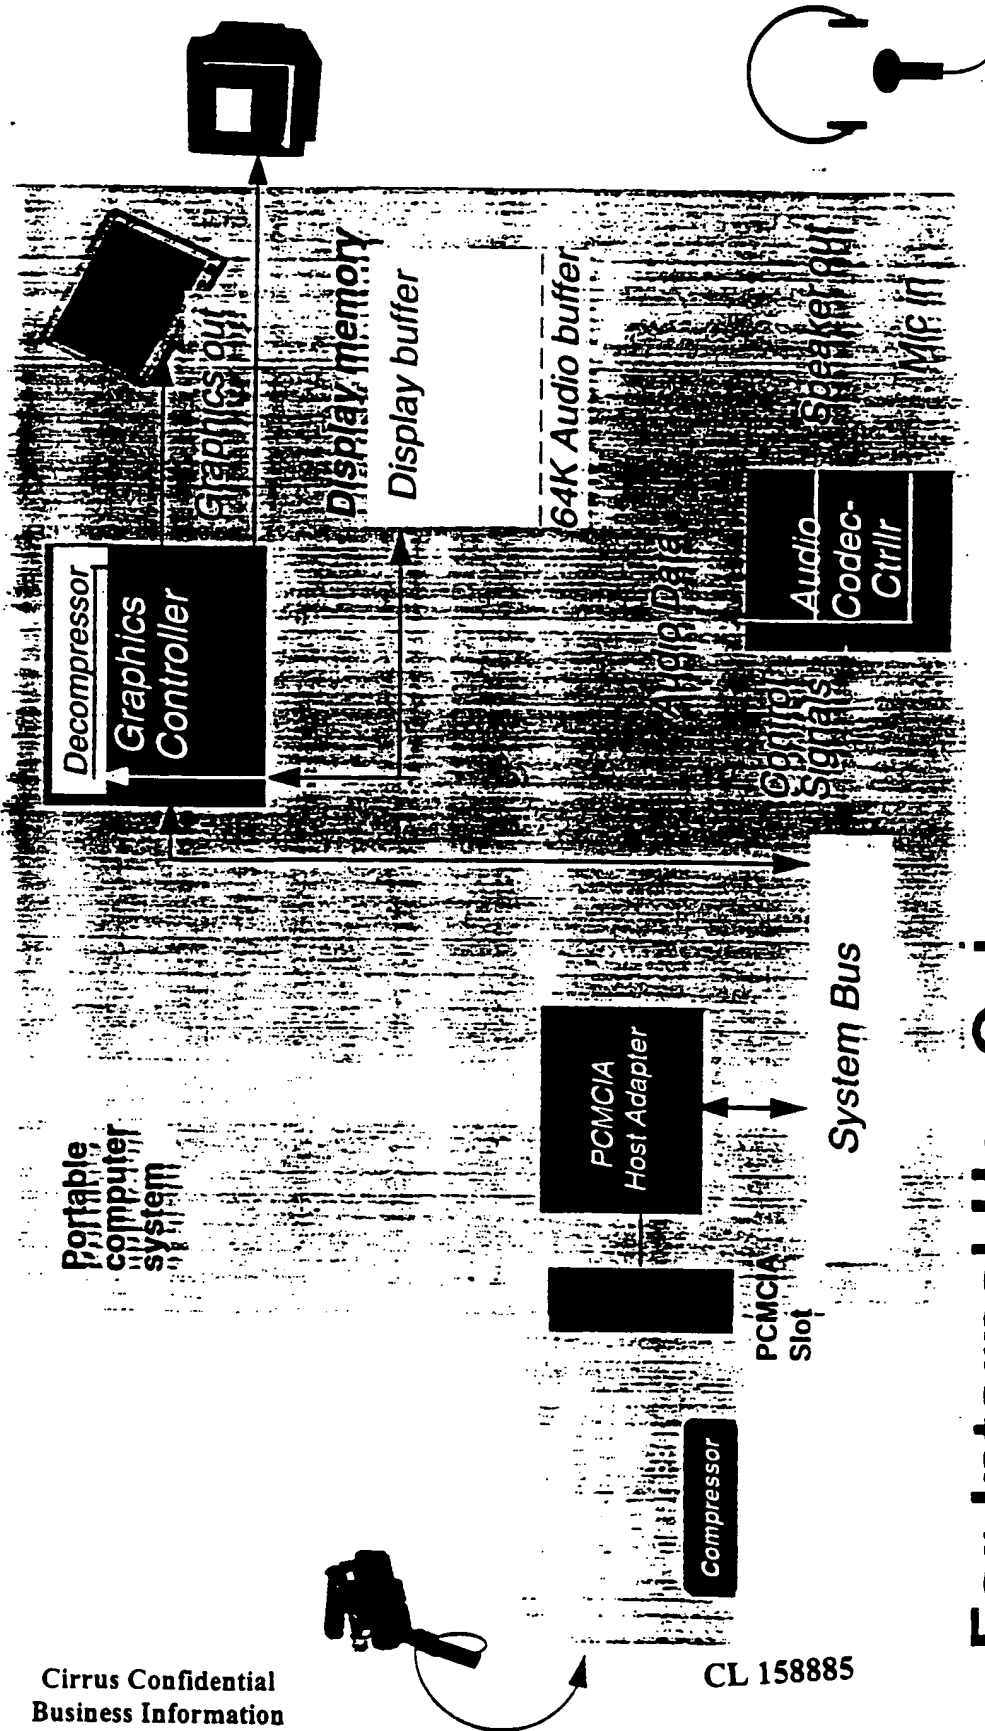 Portable
computer
system
Decompressor
Graphics
Controller
Graphics out
Display memory
Display buffer
64K Audio buffer
Audio Data
Control
Signals
Audio
Codec-
Ctrllr
Speaker out
Mic in
PCMCIA
Host Adapter
PCMCIA
Slot
System Bus
Compressor
Cirrus Confidential
Business Information
CL 158885